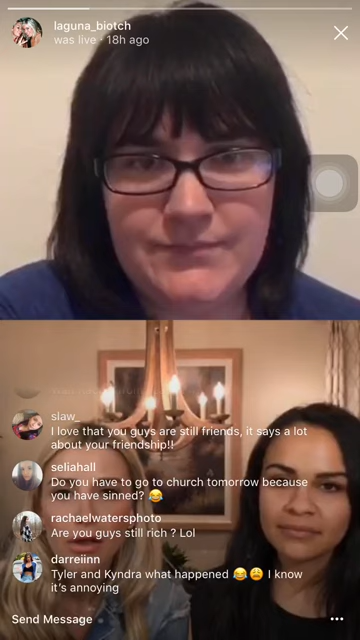 laguna_biotch
was live · 18h ago
slaw_
I love that you guys are still friends, it says a lot
about your friendship!!
seliahall
Do you have to go to church tomorrow because
you have sinned? 😂
rachaelwatersphoto
Are you guys still rich ? Lol
darreiinn
Tyler and Kyndra what happened 😂😩 I know
it's annoying
Send Message